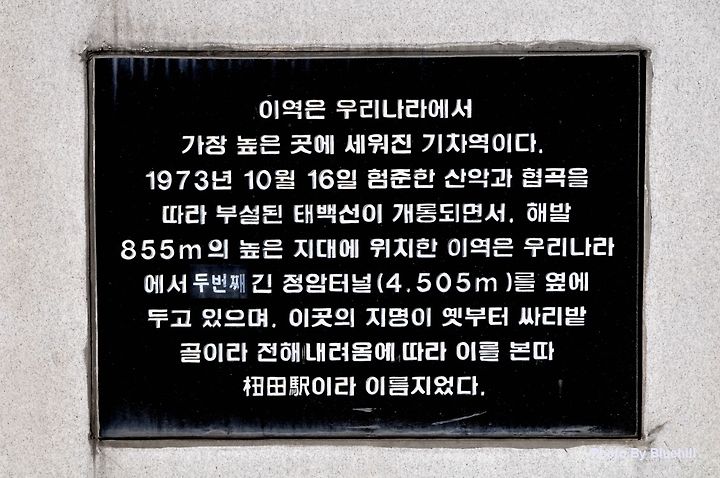 이역은 우리나라에서
가장 높은 곳에 세워진 기차역이다.
1973년 10월 16일 험준한 산악과 협곡을
따라 부설된 태백선이 개통되면서. 해발
855m의 높은 지대에 위치한 이역은 우리나라
에서 두번째 긴 정암터널(4.505m)를 옆에
두고 있으며. 이곳의 지명이 옛부터 싸리밭
골이라 전해내려옴에 따라 이를 본따
杻田駅이라 이름지었다.
Photo By Bluehill